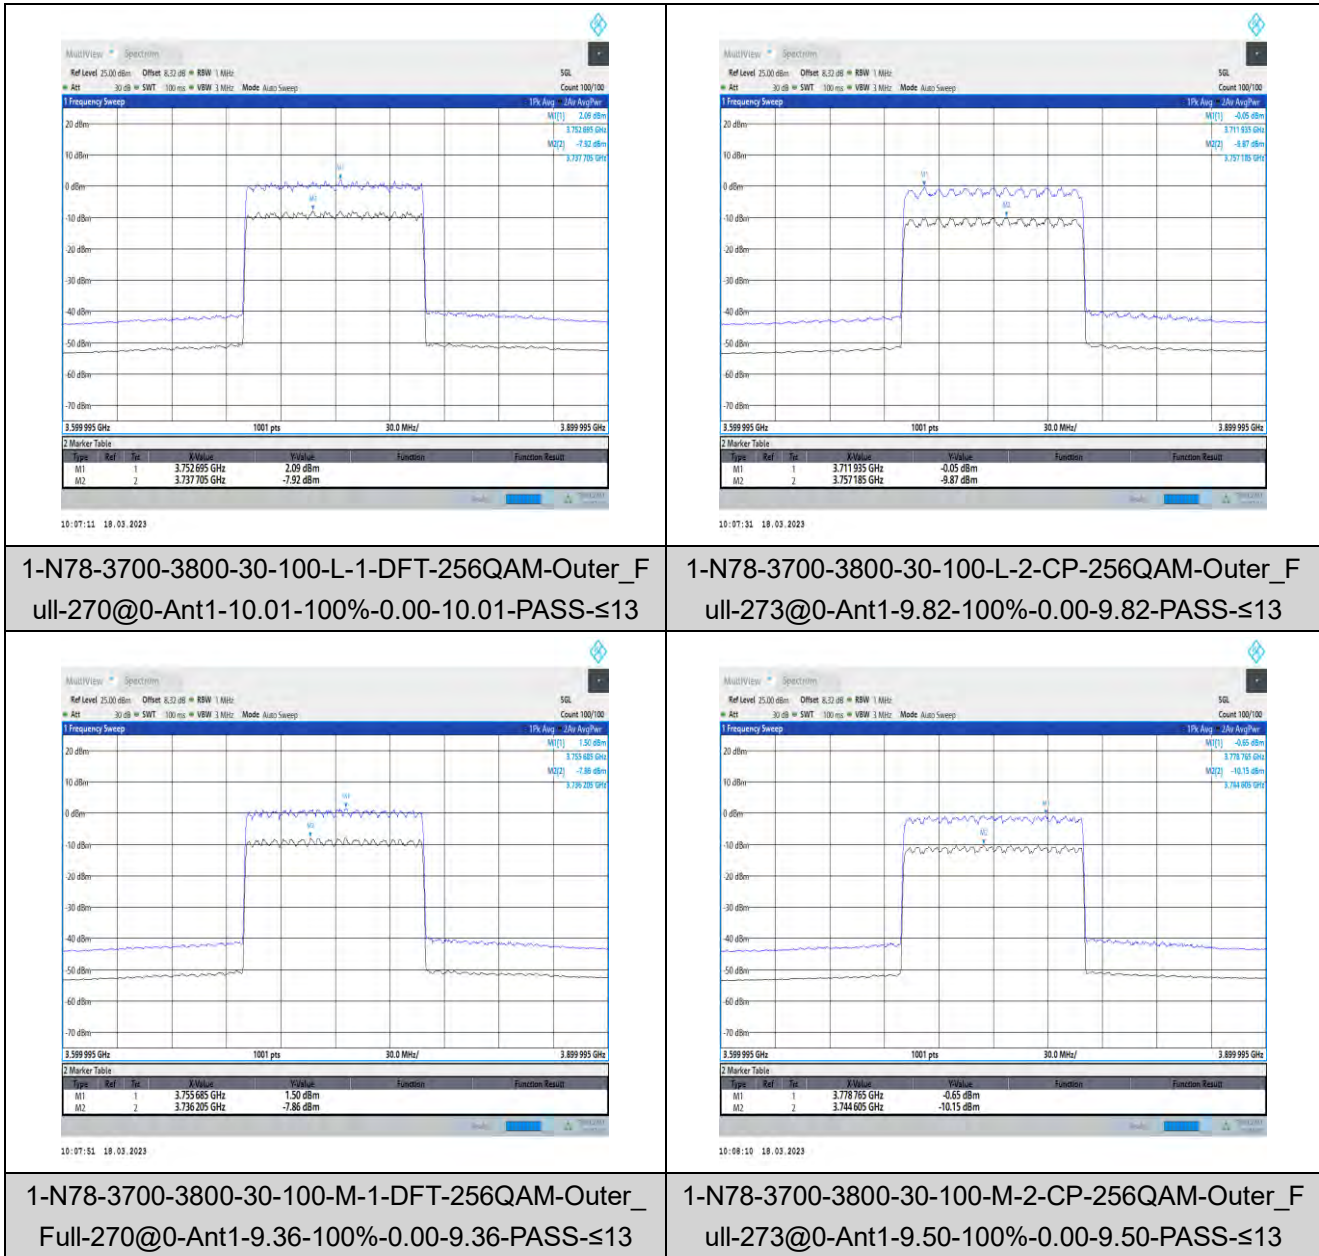 MultiView Spectrum
Ref Level 25.00 dBm Offset 8.32 dB RBW 1 MHz SGL
Att 30 dB SWT 100 ms VBW 3 MHz Mode Auto Sweep Count 100/100
1 Frequency Sweep 1Pk Avg 2Av AvgPwr
M1[1] 2.09 dBm
3.752 695 GHz
M2[2] -7.92 dBm
3.737 705 GHz
20 dBm
10 dBm
M1
0 dBm
M2
-10 dBm
-20 dBm
-30 dBm
-40 dBm
-50 dBm
-60 dBm
-70 dBm
3.599 995 GHz 1001 pts 30.0 MHz/ 3.899 995 GHz
2 Marker Table
Type Ref Trc X-Value Y-Value Function Function Result
M1 1 3.752 695 GHz 2.09 dBm
M2 2 3.737 705 GHz -7.92 dBm
10:07:11 18.03.2023
1-N78-3700-3800-30-100-L-1-DFT-256QAM-Outer_F
ull-270@0-Ant1-10.01-100%-0.00-10.01-PASS-≤13
MultiView Spectrum
Ref Level 25.00 dBm Offset 8.32 dB RBW 1 MHz SGL
Att 30 dB SWT 100 ms VBW 3 MHz Mode Auto Sweep Count 100/100
1 Frequency Sweep 1Pk Avg 2Av AvgPwr
M1[1] -0.05 dBm
3.711 935 GHz
M2[2] -9.87 dBm
3.757 185 GHz
20 dBm
10 dBm
M1
0 dBm
M2
-10 dBm
-20 dBm
-30 dBm
-40 dBm
-50 dBm
-60 dBm
-70 dBm
3.599 995 GHz 1001 pts 30.0 MHz/ 3.899 995 GHz
2 Marker Table
Type Ref Trc X-Value Y-Value Function Function Result
M1 1 3.711 935 GHz -0.05 dBm
M2 2 3.757 185 GHz -9.87 dBm
10:07:31 18.03.2023
1-N78-3700-3800-30-100-L-2-CP-256QAM-Outer_F
ull-273@0-Ant1-9.82-100%-0.00-9.82-PASS-≤13
MultiView Spectrum
Ref Level 25.00 dBm Offset 8.32 dB RBW 1 MHz SGL
Att 30 dB SWT 100 ms VBW 3 MHz Mode Auto Sweep Count 100/100
1 Frequency Sweep 1Pk Avg 2Av AvgPwr
M1[1] 1.50 dBm
3.755 685 GHz
M2[2] -7.86 dBm
3.736 205 GHz
20 dBm
10 dBm
M1
0 dBm
M2
-10 dBm
-20 dBm
-30 dBm
-40 dBm
-50 dBm
-60 dBm
-70 dBm
3.599 995 GHz 1001 pts 30.0 MHz/ 3.899 995 GHz
2 Marker Table
Type Ref Trc X-Value Y-Value Function Function Result
M1 1 3.755 685 GHz 1.50 dBm
M2 2 3.736 205 GHz -7.86 dBm
10:07:51 18.03.2023
1-N78-3700-3800-30-100-M-1-DFT-256QAM-Outer_
Full-270@0-Ant1-9.36-100%-0.00-9.36-PASS-≤13
MultiView Spectrum
Ref Level 25.00 dBm Offset 8.32 dB RBW 1 MHz SGL
Att 30 dB SWT 100 ms VBW 3 MHz Mode Auto Sweep Count 100/100
1 Frequency Sweep 1Pk Avg 2Av AvgPwr
M1[1] -0.65 dBm
3.778 765 GHz
M2[2] -10.15 dBm
3.744 605 GHz
20 dBm
10 dBm
M1
0 dBm
M2
-10 dBm
-20 dBm
-30 dBm
-40 dBm
-50 dBm
-60 dBm
-70 dBm
3.599 995 GHz 1001 pts 30.0 MHz/ 3.899 995 GHz
2 Marker Table
Type Ref Trc X-Value Y-Value Function Function Result
M1 1 3.778 765 GHz -0.65 dBm
M2 2 3.744 605 GHz -10.15 dBm
10:08:10 18.03.2023
1-N78-3700-3800-30-100-M-2-CP-256QAM-Outer_F
ull-273@0-Ant1-9.50-100%-0.00-9.50-PASS-≤13